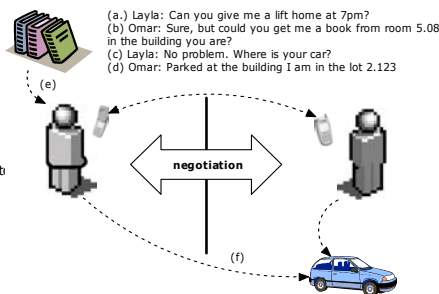 (a.) Layla: Can you give me a lift home at 7pm?
(b) Omar: Sure, but could you get me a book from room 5.08
in the building you are?
(c) Layla: No problem. Where is your car?
(d) Omar: Parked at the building I am in the lot 2.123
(e)
negotiation
(f)